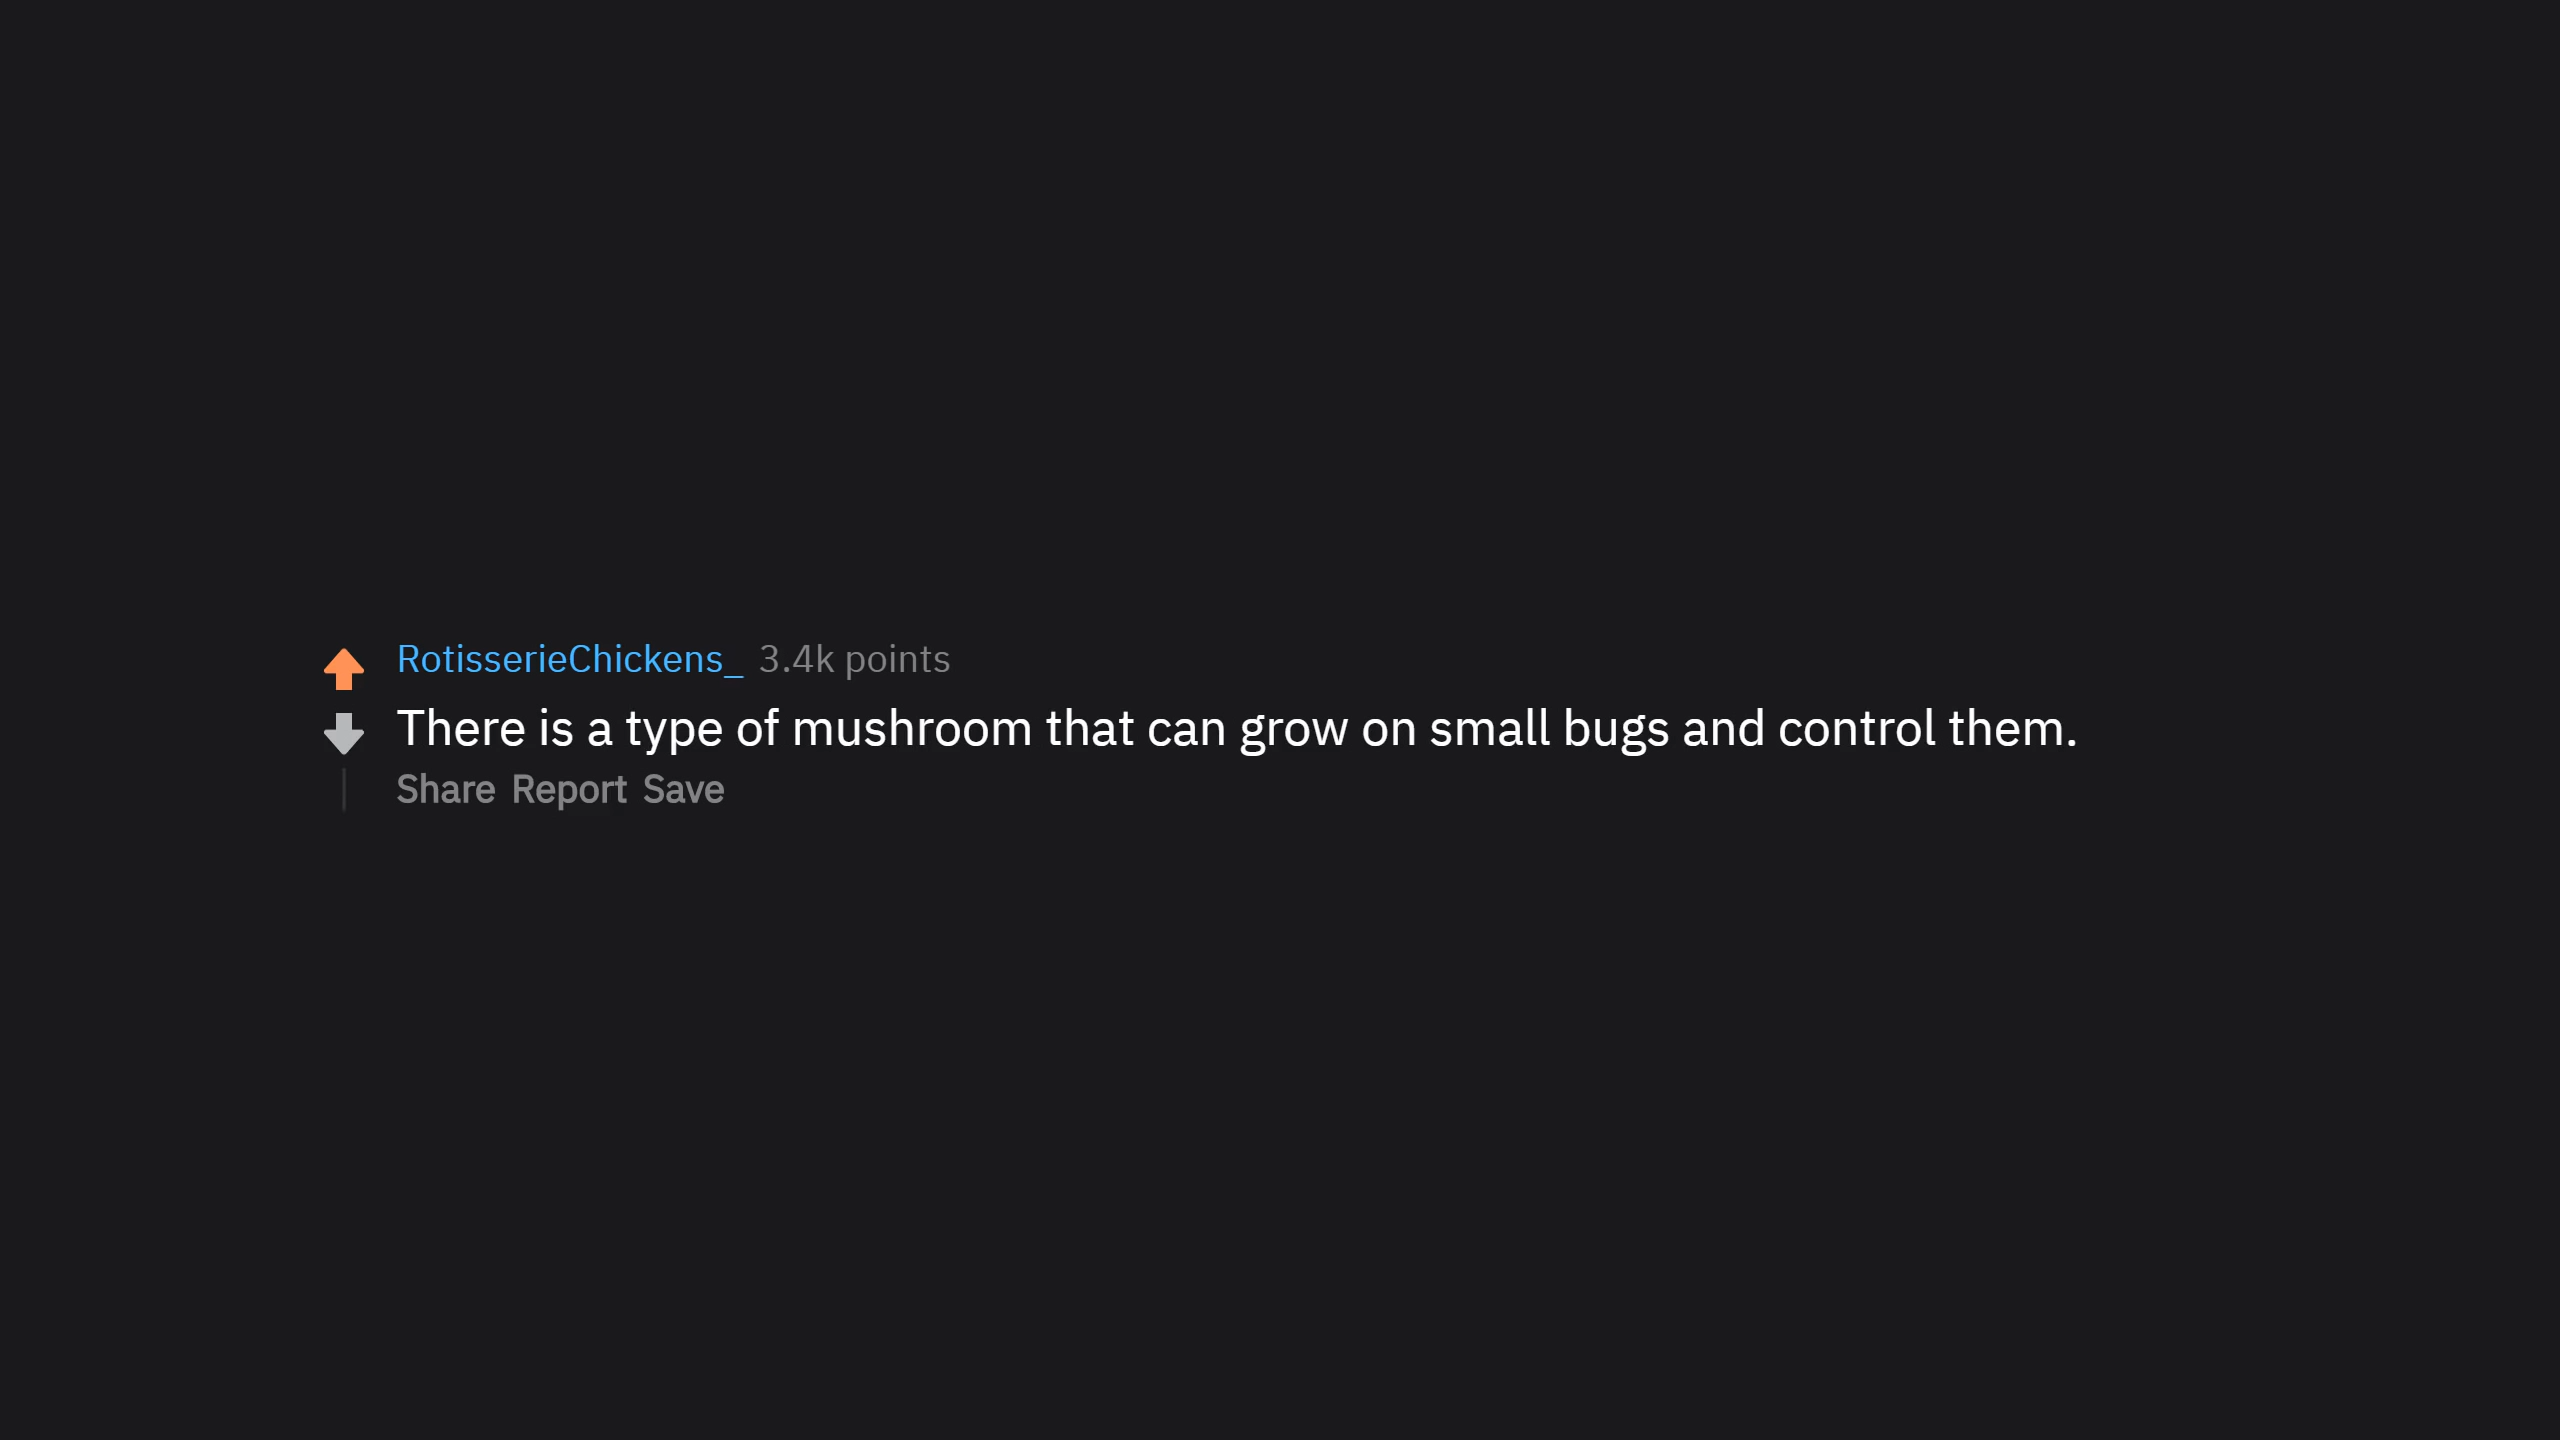 RotisserieChickens_ 3.4k points
There is a type of mushroom that can grow on small bugs and control them.
Share Report Save